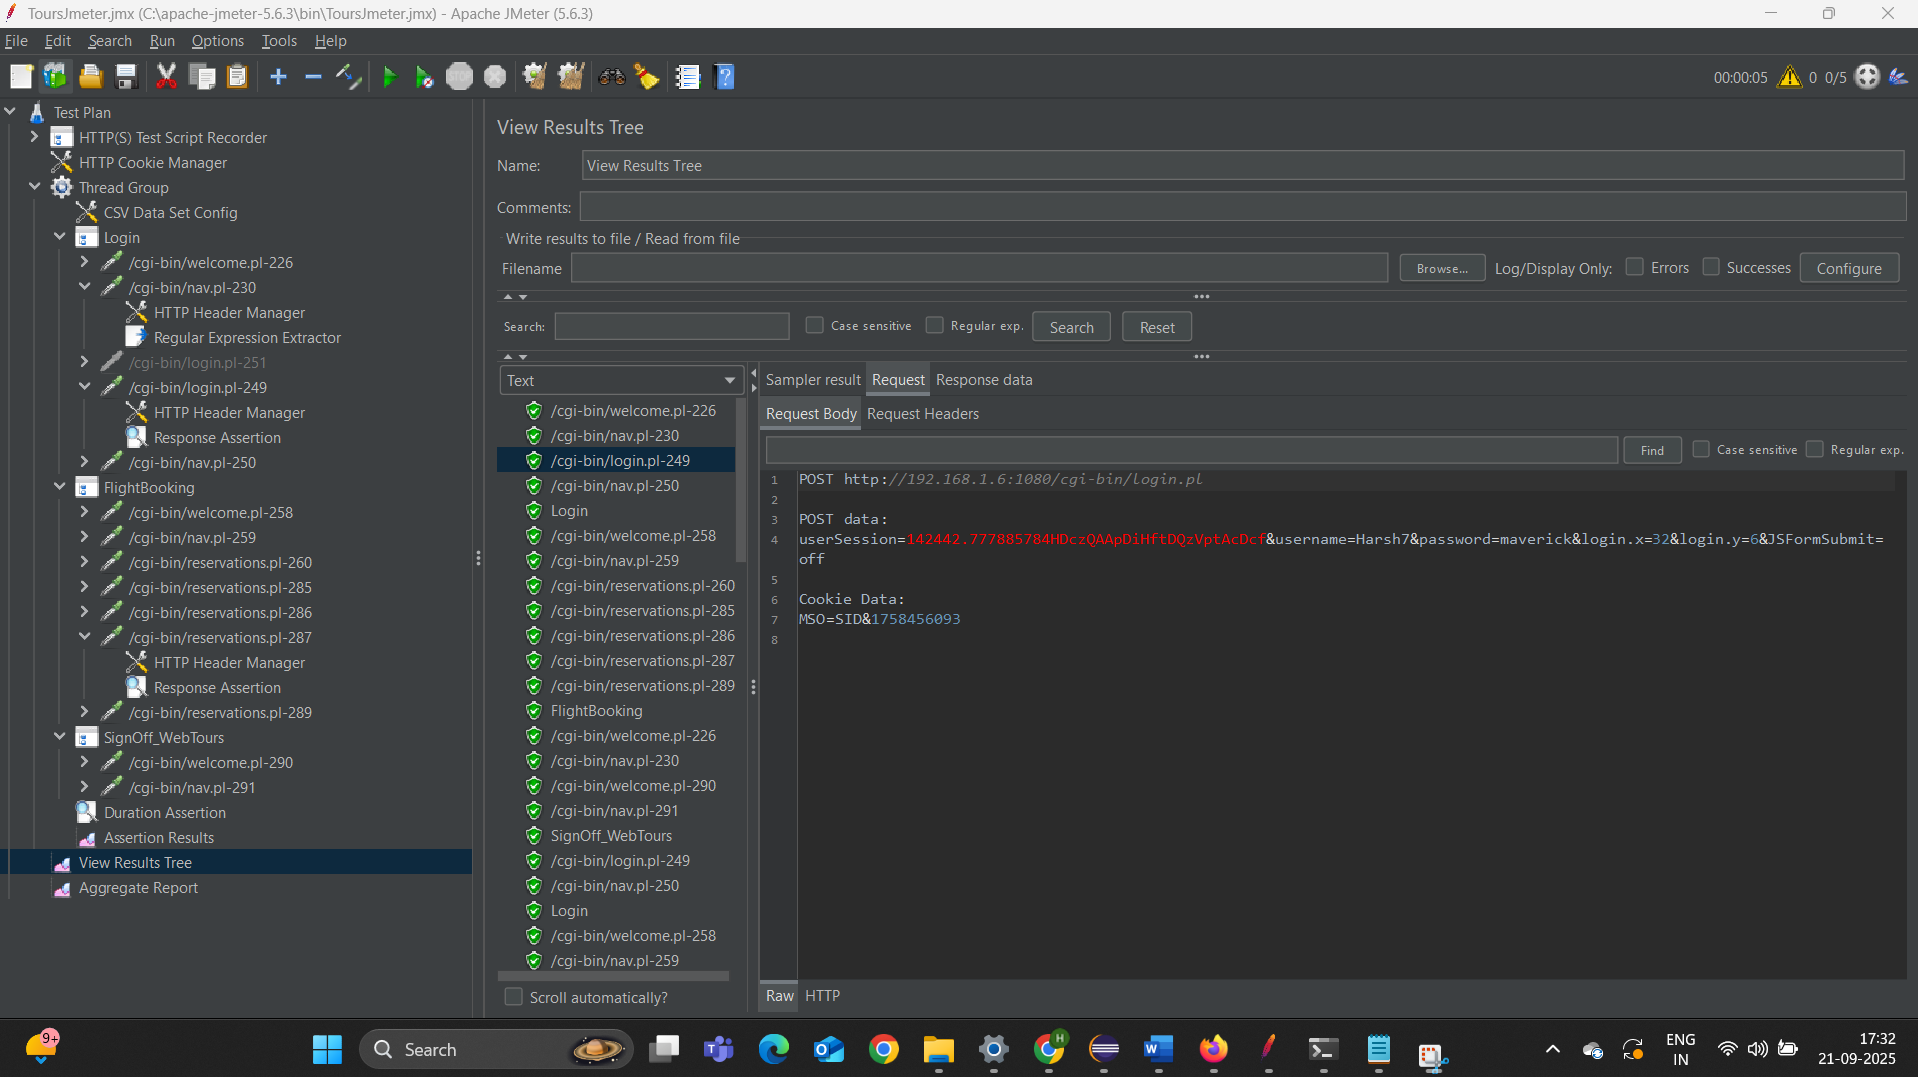 ToursJmeter.jmx (C:\apache-jmeter-5.6.3\bin\ToursJmeter.jmx) - Apache JMeter (5.6.3)
File Edit Search Run Options Tools Help
STOP
00:00:05 0 0/5
Test Plan
HTTP(S) Test Script Recorder
HTTP Cookie Manager
Thread Group
CSV Data Set Config
Login
/cgi-bin/welcome.pl-226
/cgi-bin/nav.pl-230
HTTP Header Manager
Regular Expression Extractor
/cgi-bin/login.pl-251
/cgi-bin/login.pl-249
HTTP Header Manager
Response Assertion
/cgi-bin/nav.pl-250
FlightBooking
/cgi-bin/welcome.pl-258
/cgi-bin/nav.pl-259
/cgi-bin/reservations.pl-260
/cgi-bin/reservations.pl-285
/cgi-bin/reservations.pl-286
/cgi-bin/reservations.pl-287
HTTP Header Manager
Response Assertion
/cgi-bin/reservations.pl-289
SignOff_WebTours
/cgi-bin/welcome.pl-290
/cgi-bin/nav.pl-291
Duration Assertion
Assertion Results
View Results Tree
Aggregate Report
View Results Tree
Name: View Results Tree
Comments:
Write results to file / Read from file
Filename Browse... Log/Display Only: Errors Successes Configure
Search: Case sensitive Regular exp. Search Reset
Text
/cgi-bin/welcome.pl-226
/cgi-bin/nav.pl-230
/cgi-bin/login.pl-249
/cgi-bin/nav.pl-250
Login
/cgi-bin/welcome.pl-258
/cgi-bin/nav.pl-259
/cgi-bin/reservations.pl-260
/cgi-bin/reservations.pl-285
/cgi-bin/reservations.pl-286
/cgi-bin/reservations.pl-287
/cgi-bin/reservations.pl-289
FlightBooking
/cgi-bin/welcome.pl-226
/cgi-bin/nav.pl-230
/cgi-bin/welcome.pl-290
/cgi-bin/nav.pl-291
SignOff_WebTours
/cgi-bin/login.pl-249
/cgi-bin/nav.pl-250
Login
/cgi-bin/welcome.pl-258
/cgi-bin/nav.pl-259
Scroll automatically?
Sampler result Request Response data
Request Body Request Headers
Find Case sensitive Regular exp.
1 POST http://192.168.1.6:1080/cgi-bin/login.pl
2
3 POST data:
4 userSession=142442.777885784HDczQAApDiHftDQzVptAcDcf&username=Harsh7&password=maverick&login.x=32&login.y=6&JSFormSubmit=
off
5
6 Cookie Data:
7 MSO=SID&1758456093
8
Raw HTTP
9+ Search H ENG 17:32
IN 21-09-2025